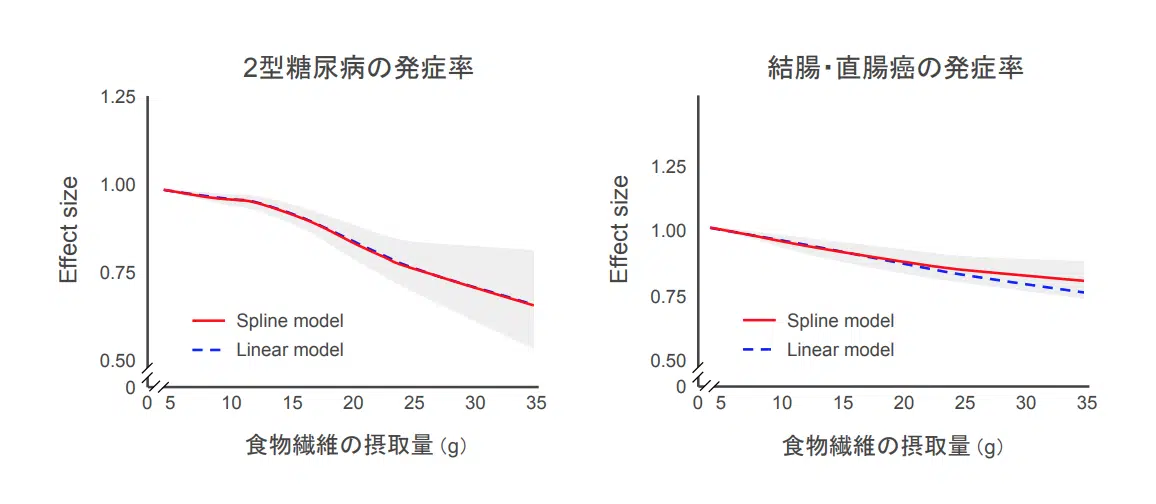 2型糖尿病の発症率
1.25
1.00
0.75
0.50
0
Effect size
Spline model
Linear model
0 5 10 15 20 25 30 35
食物繊維の摂取量（g）
結腸・直腸癌の発症率
1.25
1.00
0.75
0.50
0
Effect size
Spline model
Linear model
0 5 10 15 20 25 30 35
食物繊維の摂取量（g）